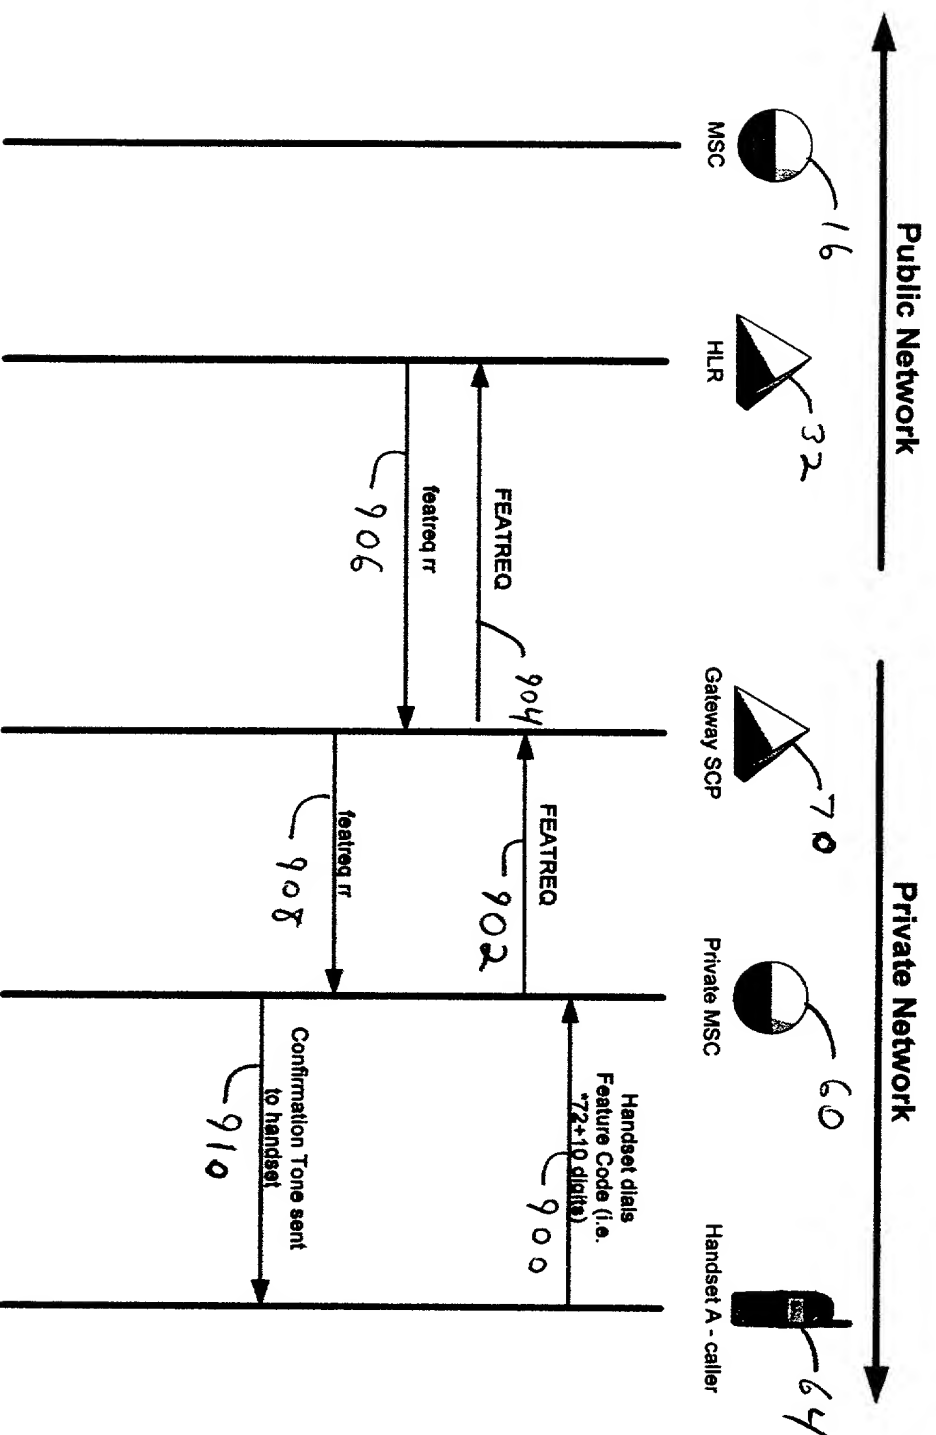 Public Network
Private Network
16
32
70
60
64
MSC
HLR
Gateway SCP
Private MSC
Handset A - caller
Handset dials
Feature Code (i.e.
*72+10 digits)
900
FEATREQ
902
FEATREQ
904
featreq rr
906
featreq rr
908
Confirmation Tone sent
to handset
910